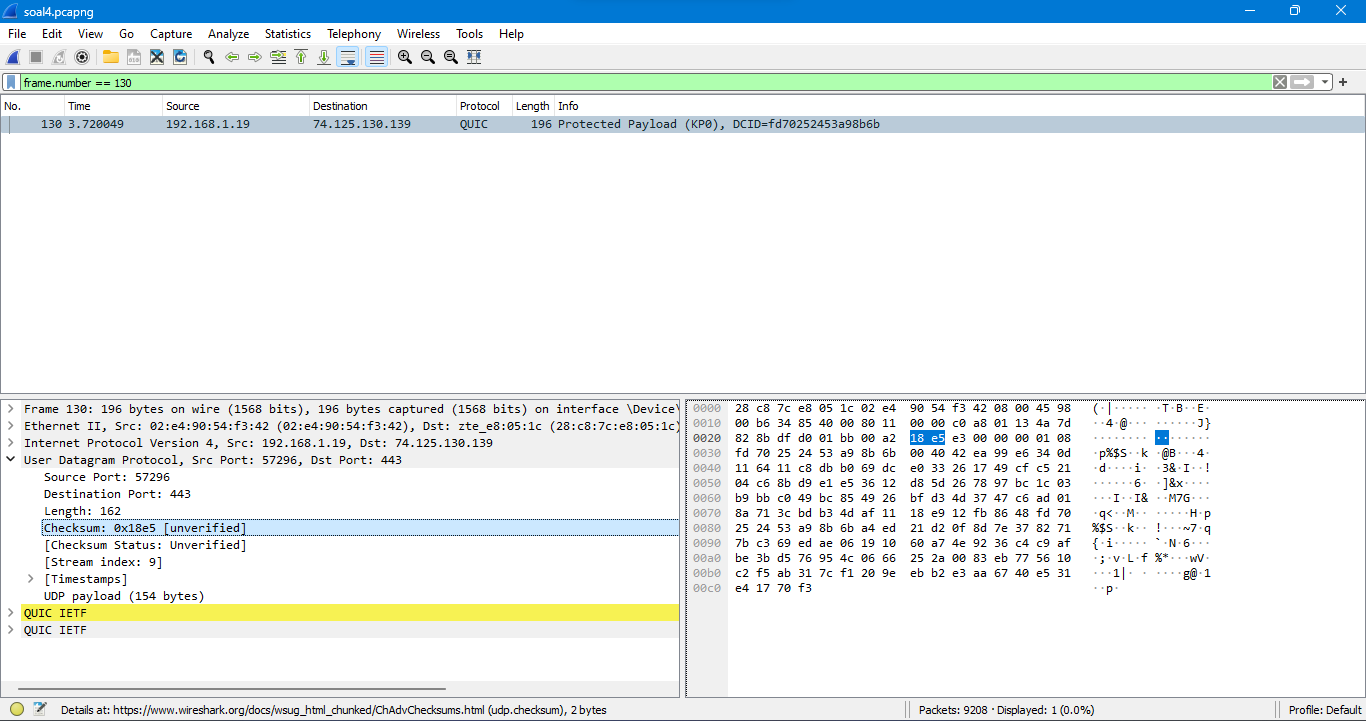 soal4.pcapng
File Edit View Go Capture Analyze Statistics Telephony Wireless Tools Help
frame.number == 130
No. Time Source Destination Protocol Length Info
130 3.720049 192.168.1.19 74.125.130.139 QUIC 196 Protected Payload (KP0), DCID=fd70252453a98b6b
Frame 130: 196 bytes on wire (1568 bits), 196 bytes captured (1568 bits) on interface \Device\
Ethernet II, Src: 02:e4:90:54:f3:42 (02:e4:90:54:f3:42), Dst: zte_e8:05:1c (28:c8:7c:e8:05:1c)
Internet Protocol Version 4, Src: 192.168.1.19, Dst: 74.125.130.139
User Datagram Protocol, Src Port: 57296, Dst Port: 443
Source Port: 57296
Destination Port: 443
Length: 162
Checksum: 0x18e5 [unverified]
[Checksum Status: Unverified]
[Stream index: 9]
[Timestamps]
UDP payload (154 bytes)
QUIC IETF
QUIC IETF
0000 28 c8 7c e8 05 1c 02 e4 90 54 f3 42 08 00 45 98 (·|····· ·T·B··E·
0010 00 b6 34 85 40 00 80 11 00 00 c0 a8 01 13 4a 7d ··4·@··· ······J}
0020 82 8b df d0 01 bb 00 a2 18 e5 e3 00 00 00 01 08 ········ ········
0030 fd 70 25 24 53 a9 8b 6b 00 40 42 ea 99 e6 34 0d ·p%$S··k ·@B···4·
0040 11 64 11 c8 db b0 69 dc e0 33 26 17 49 cf c5 21 ·d····i· ·3&·I··!
0050 04 c6 8b d9 e1 e5 36 12 d8 5d 26 78 97 bc 1c 03 ······6· ·]&x····
0060 b9 bb c0 49 bc 85 49 26 bf d3 4d 37 47 c6 ad 01 ···I··I& ··M7G···
0070 8a 71 3c bd b3 4d af 11 18 e9 12 fb 86 48 fd 70 ·q<··M·· ·····H·p
0080 25 24 53 a9 8b 6b a4 ed 21 d2 0f 8d 7e 37 82 71 %$S··k·· !···~7·q
0090 7b c3 69 ed ae 06 19 10 60 a7 4e 92 36 c4 c9 af {·i····· `·N·6···
00a0 be 3b d5 76 95 4c 06 66 25 2a 00 83 eb 77 56 10 ·;·v·L·f %*···wV·
00b0 c2 f5 ab 31 7c f1 20 9e eb b2 e3 aa 67 40 e5 31 ···1|· · ····g@·1
00c0 e4 17 70 f3 ··p·
Details at: https://www.wireshark.org/docs/wsug_html_chunked/ChAdvChecksums.html (udp.checksum), 2 bytes
Packets: 9208 · Displayed: 1 (0.0%)
Profile: Default